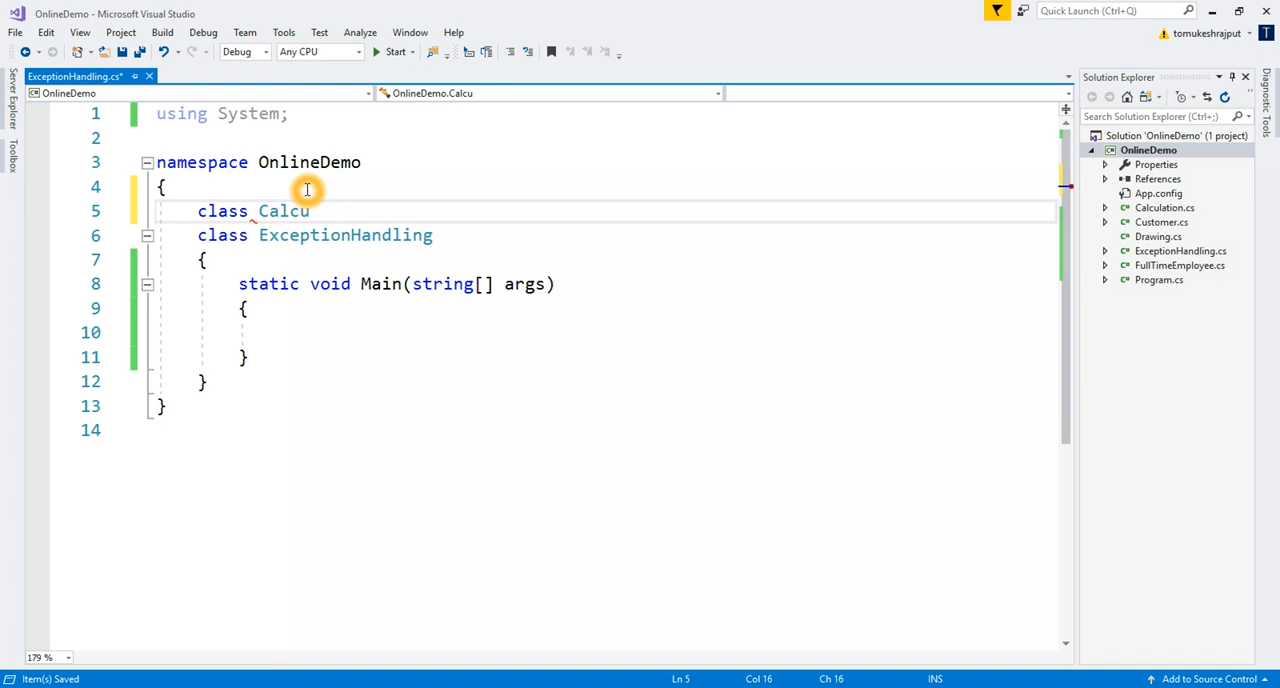 OnlineDemo - Microsoft Visual Studio
Quick Launch (Ctrl+Q)
File Edit View Project Build Debug Team Tools Test Analyze Window Help
tomukeshrajput
T
Debug Any CPU Start
ExceptionHandling.cs*
OnlineDemo
OnlineDemo.Calcu
Server Explorer
Toolbox
1 using System;
2
3 namespace OnlineDemo
4 {
5 class Calcu
6 class ExceptionHandling
7 {
8 static void Main(string[] args)
9 {
10
11 }
12 }
13 }
14
Solution Explorer
Search Solution Explorer (Ctrl+;)
Solution 'OnlineDemo' (1 project)
OnlineDemo
Properties
References
App.config
Calculation.cs
Customer.cs
Drawing.cs
ExceptionHandling.cs
FullTimeEmployee.cs
Program.cs
Diagnostic Tools
179 %
Item(s) Saved
Ln 5
Col 16
Ch 16
INS
Add to Source Control